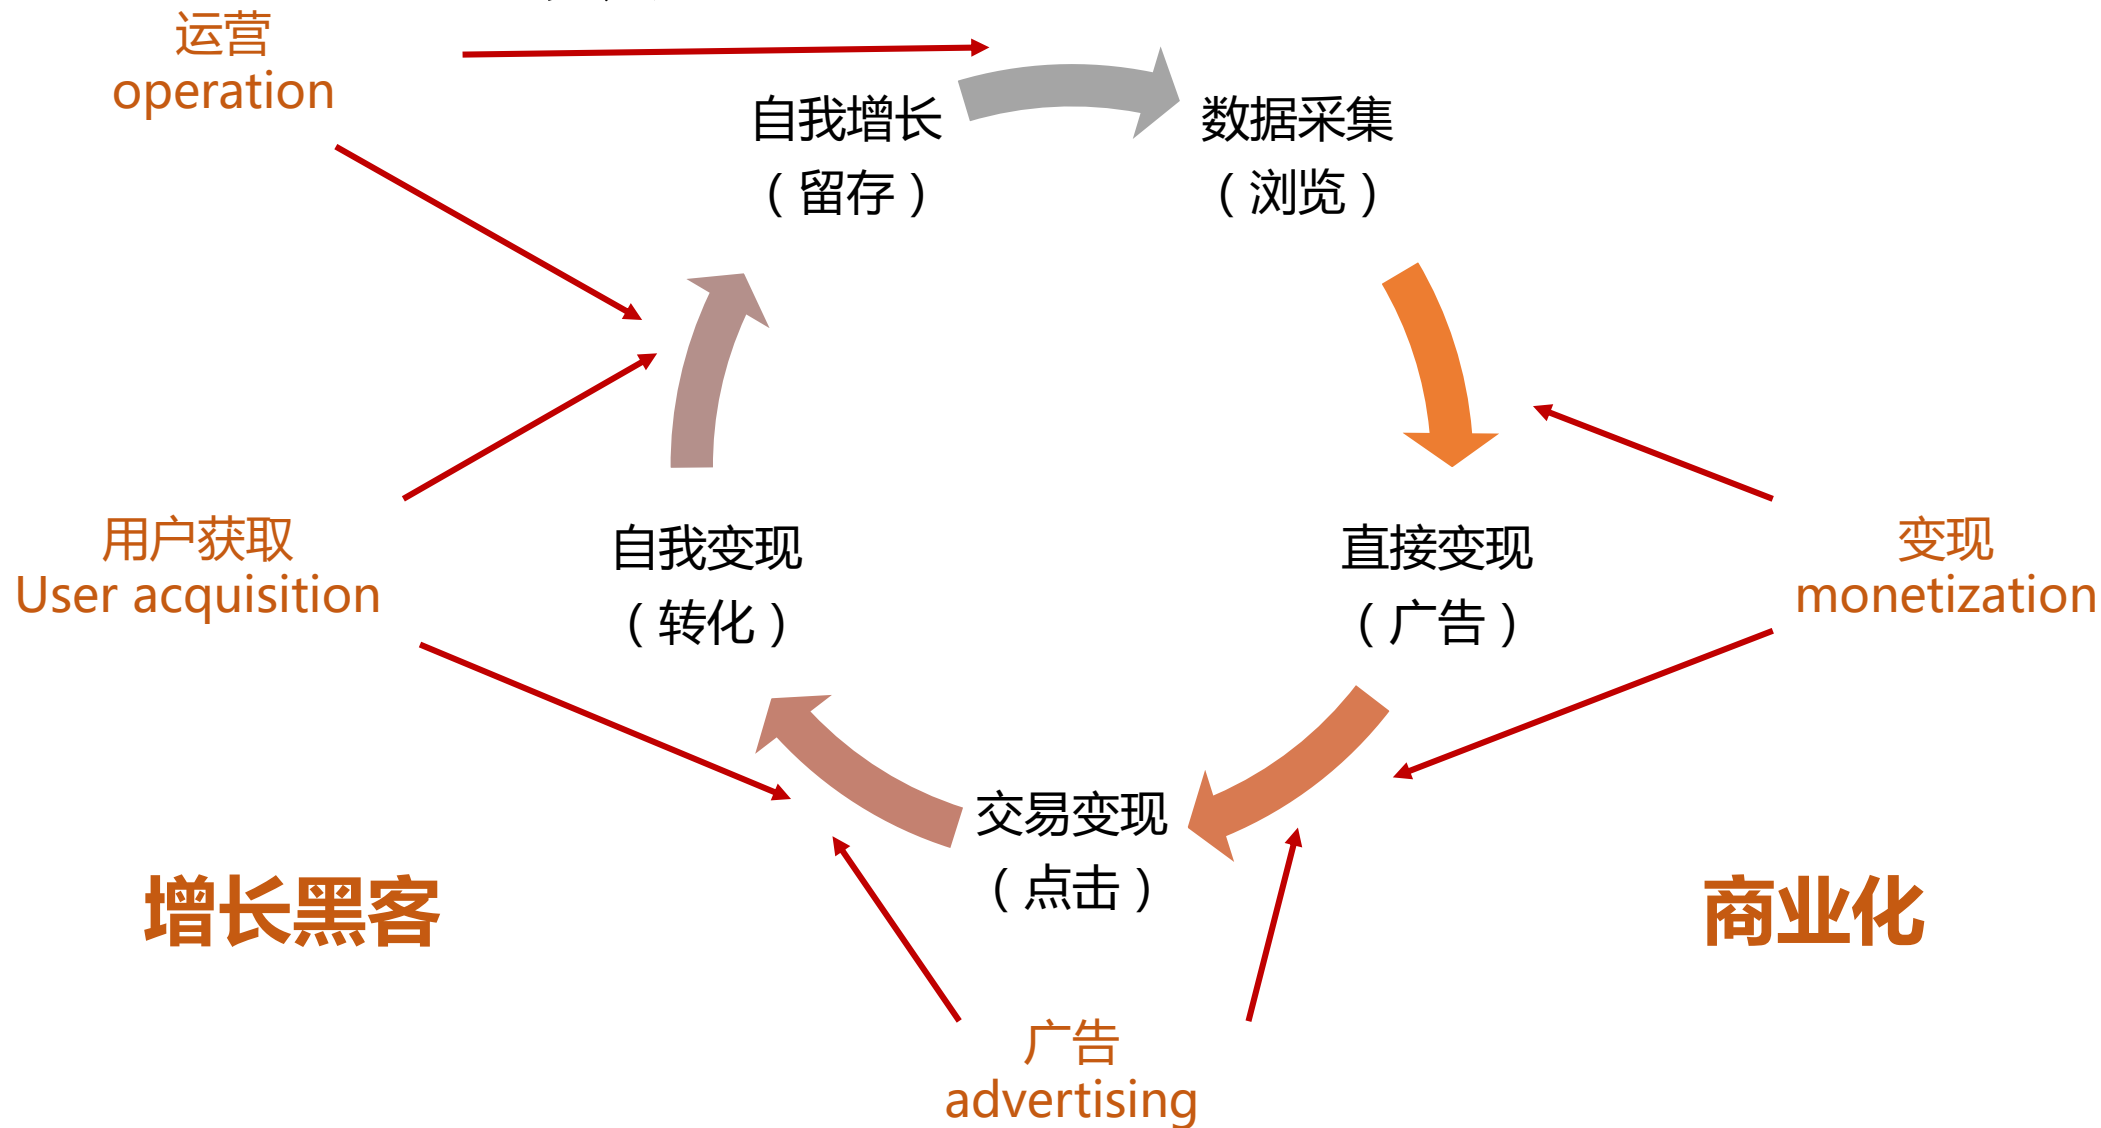 运营
operation
自我增长
（留存）
数据采集
（浏览）
用户获取
User acquisition
自我变现
（转化）
直接变现
（广告）
变现
monetization
交易变现
（点击）
增长黑客
商业化
广告
advertising